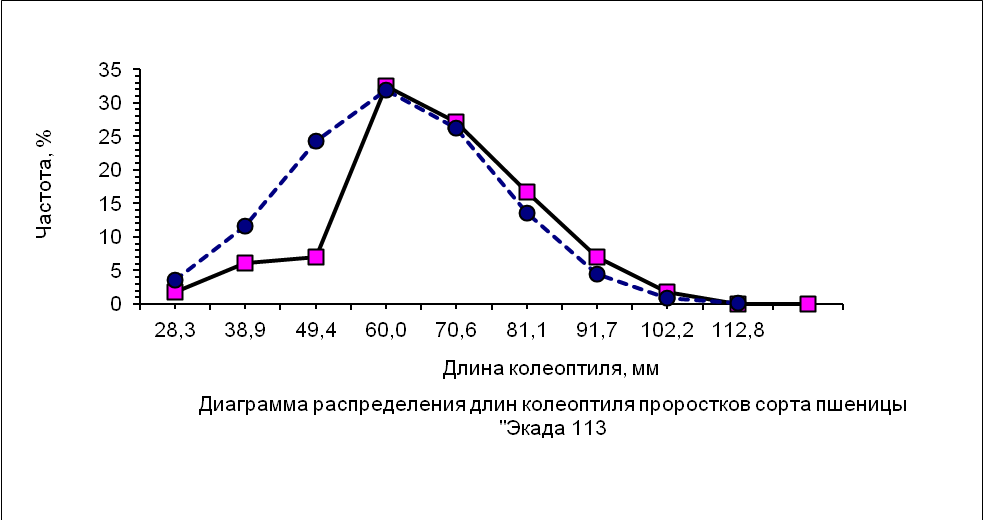 35
30
25
20
15
10
5
0
Частота, %
28,3 38,9 49,4 60,0 70,6 81,1 91,7 102,2 112,8
Длина колеоптиля, мм
Диаграмма распределения длин колеоптиля проростков сорта пшеницы
"Экада 113